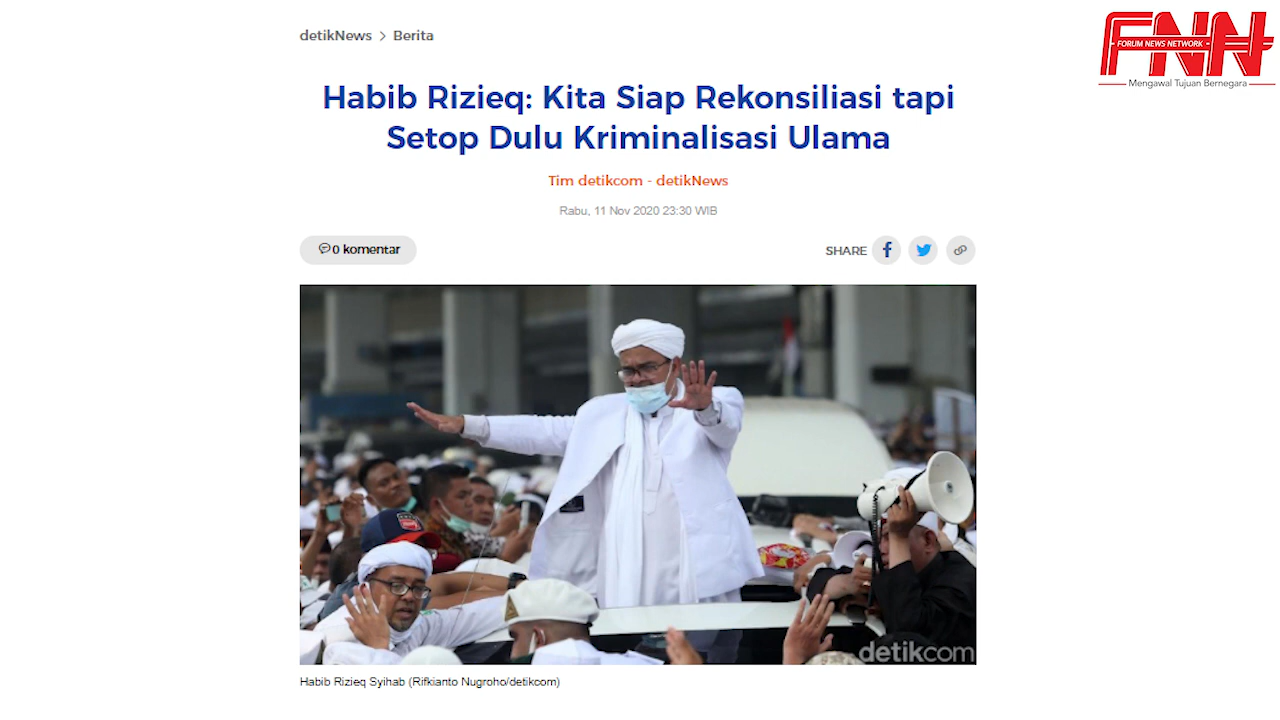 detikNews > Berita
FORUM NEWS NETWORK
FNN
Mengawal Tujuan Bernegara
Habib Rizieq: Kita Siap Rekonsiliasi tapi
Setop Dulu Kriminalisasi Ulama
Tim detikcom - detikNews
Rabu, 11 Nov 2020 23:30 WIB
0 komentar
SHARE
detikcom
Habib Rizieq Syihab (Rifkianto Nugroho/detikcom)